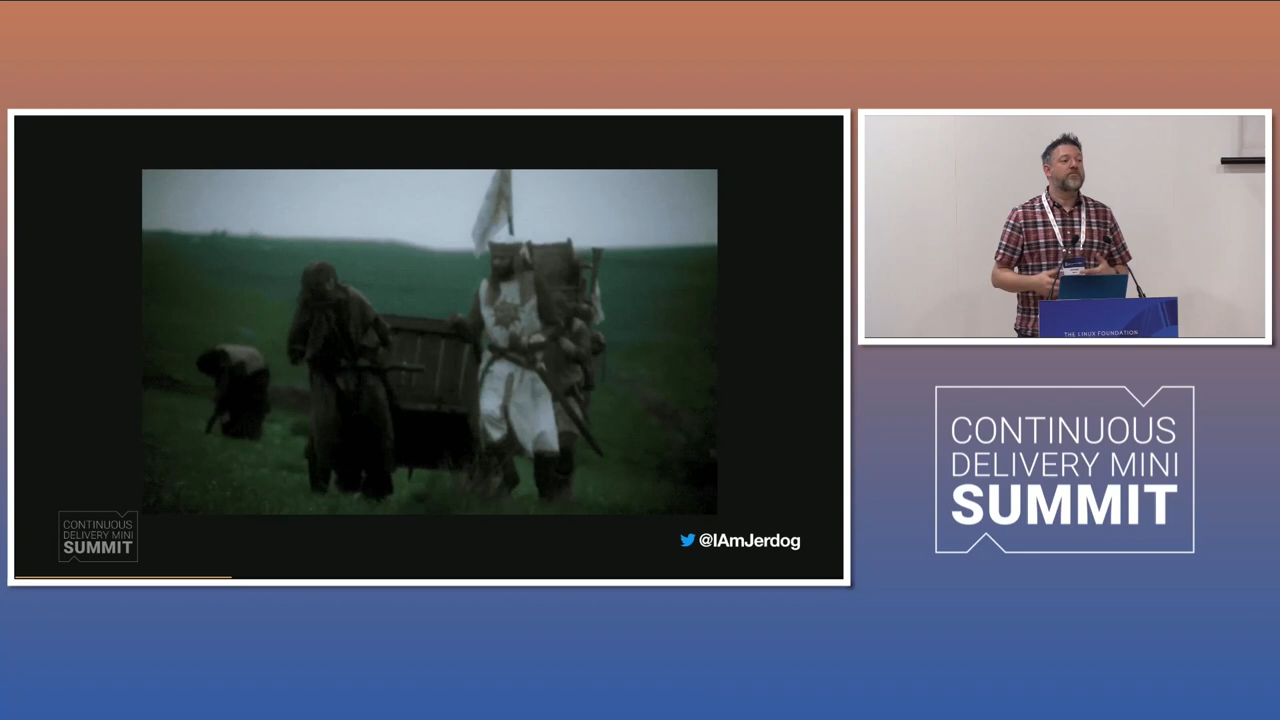 CONTINUOUS
DELIVERY MINI
SUMMIT
@IAmJerdog
THE LINUX FOUNDATION
CONTINUOUS
DELIVERY MINI
SUMMIT